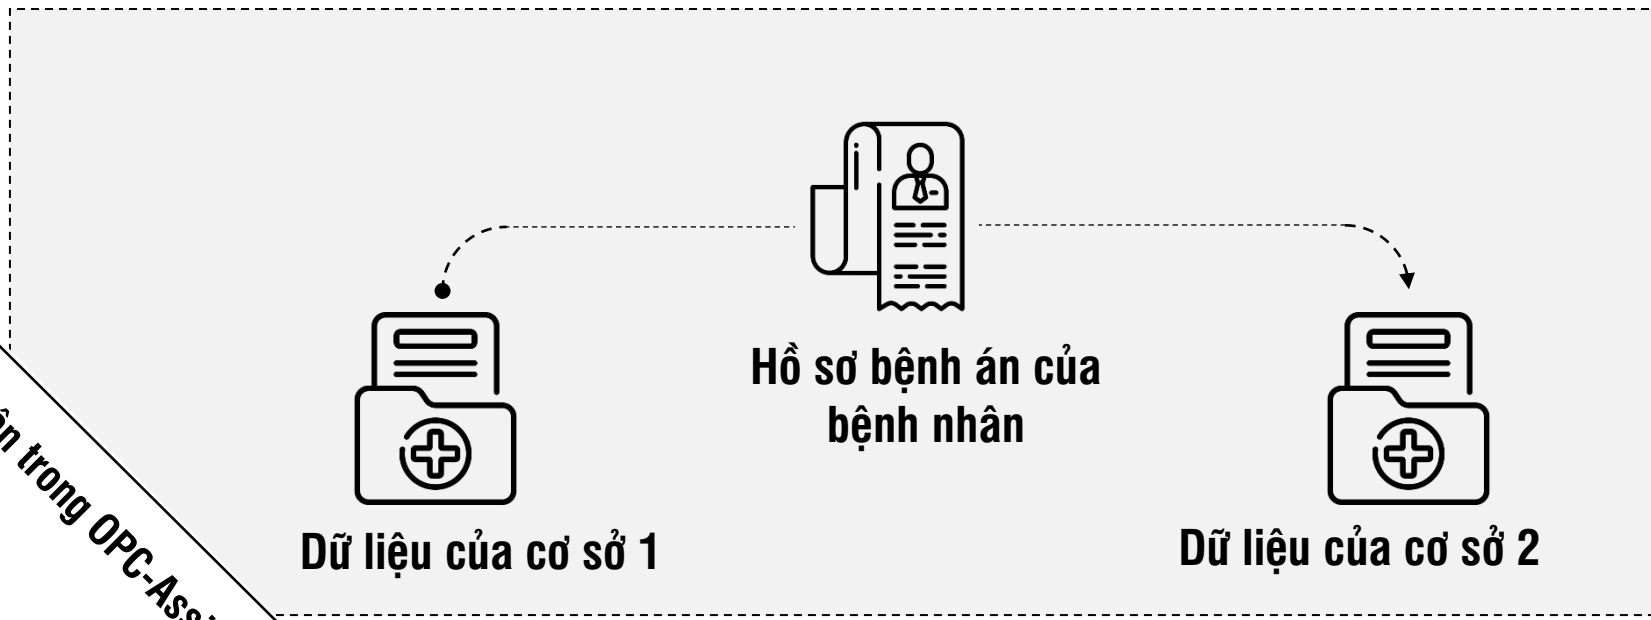 Hồ sơ bệnh án của
bệnh nhân
trong OPC-Ass
Dữ liệu của cơ sở 1
Dữ liệu của cơ sở 2